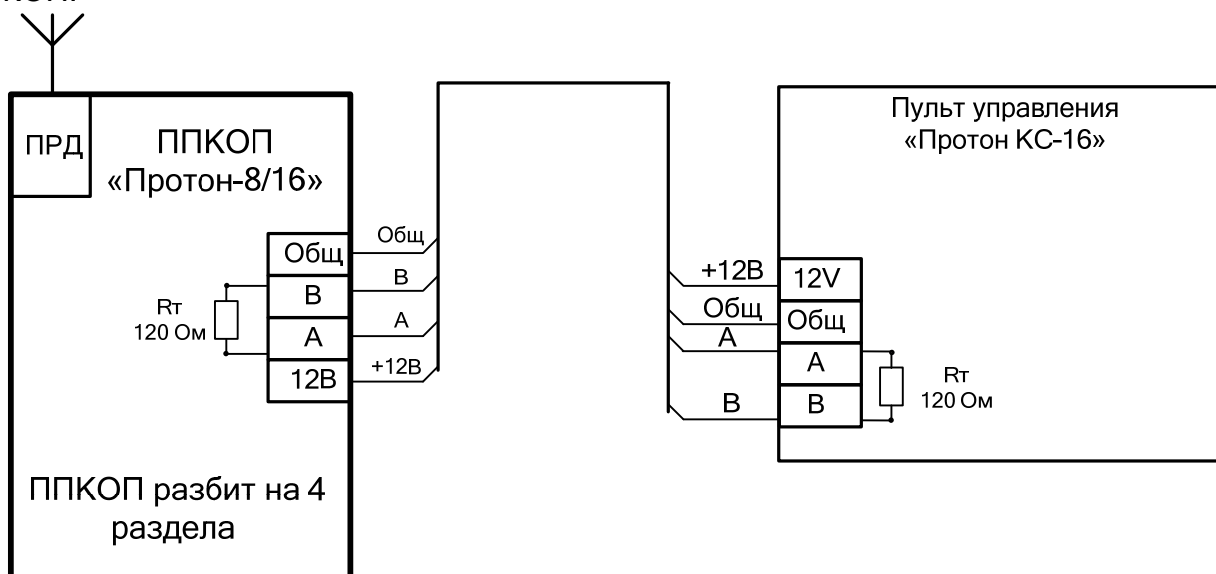 ПРД
ППКОП
«Протон-8/16»
Общ
В
А
12В
Rт
120 Ом
Общ
В
А
+12В
ППКОП разбит на 4
раздела
Пульт управления
«Протон КС-16»
+12В
Общ
А
В
12V
Общ
А
В
Rт
120 Ом